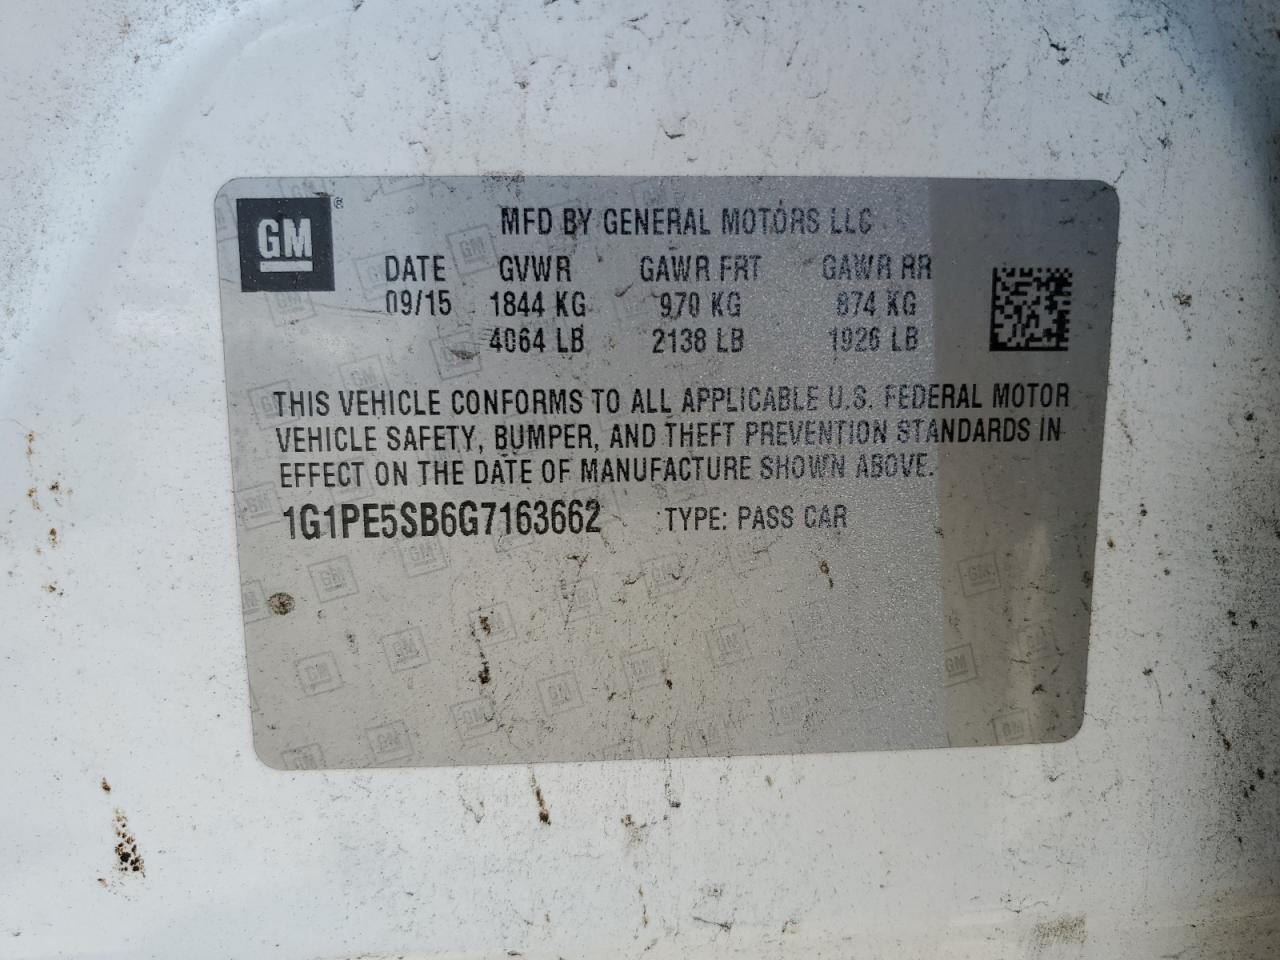 GM®
MFD BY GENERAL MOTORS LLC
DATE GVWR GAWR FRT GAWR RR
09/15 1844 KG 970 KG 874 KG
4064 LB 2138 LB 1926 LB
THIS VEHICLE CONFORMS TO ALL APPLICABLE U.S. FEDERAL MOTOR
VEHICLE SAFETY, BUMPER, AND THEFT PREVENTION STANDARDS IN
EFFECT ON THE DATE OF MANUFACTURE SHOWN ABOVE.
1G1PE5SB6G7163662 TYPE: PASS CAR